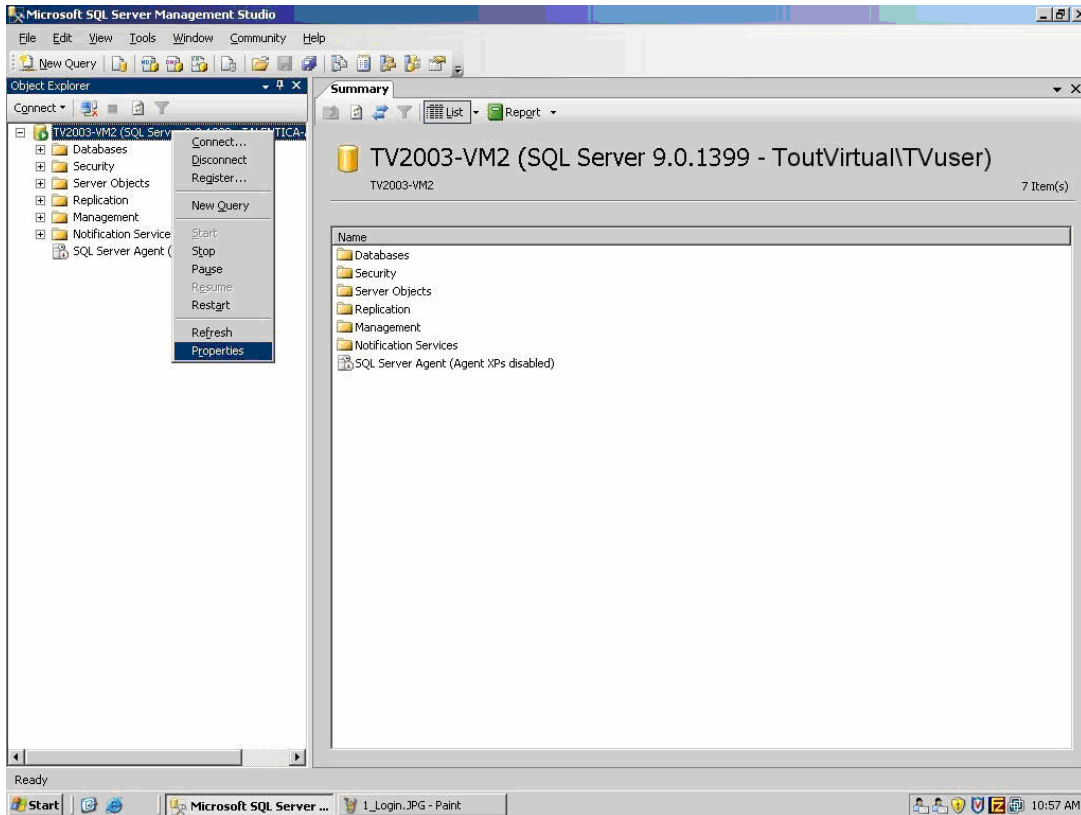 Microsoft SQL Server Management Studio
File Edit View Tools Window Community Help
New Query
Object Explorer
Connect
TV2003-VM2 (SQL
Databases
Security
Server Objects
Replication
Management
Notification Service
SQL Server Agent (
Connect...
Disconnect
Register...
New Query
Start
Stop
Pause
Resume
Restart
Refresh
Properties
Summary
List Report
TV2003-VM2 (SQL Server 9.0.1399 - ToutVirtual\TVuser)
TV2003-VM2
7 Item(s)
Name
Databases
Security
Server Objects
Replication
Management
Notification Services
SQL Server Agent (Agent XPs disabled)
Ready
Start Microsoft SQL Server ... 1_Login.JPG - Paint 10:57 AM